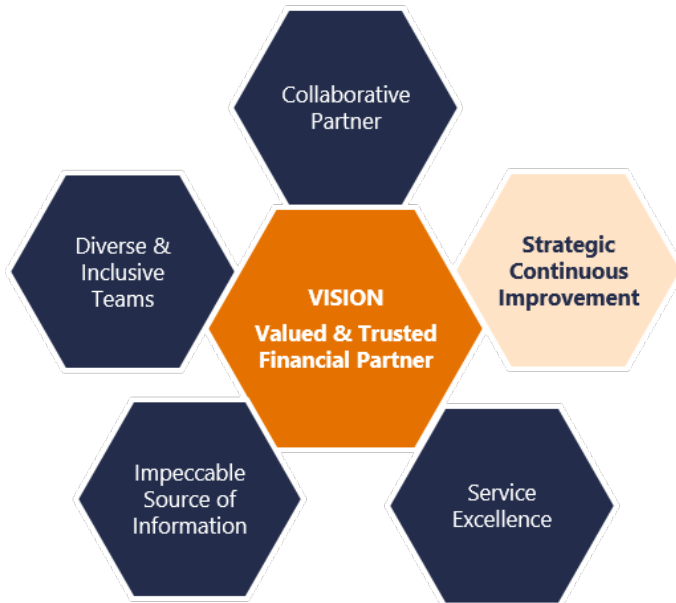 Collaborative
Partner
Diverse &
Inclusive
Teams
Strategic
Continuous
Improvement
VISION
Valued & Trusted
Financial Partner
Impeccable
Source of
Information
Service
Excellence